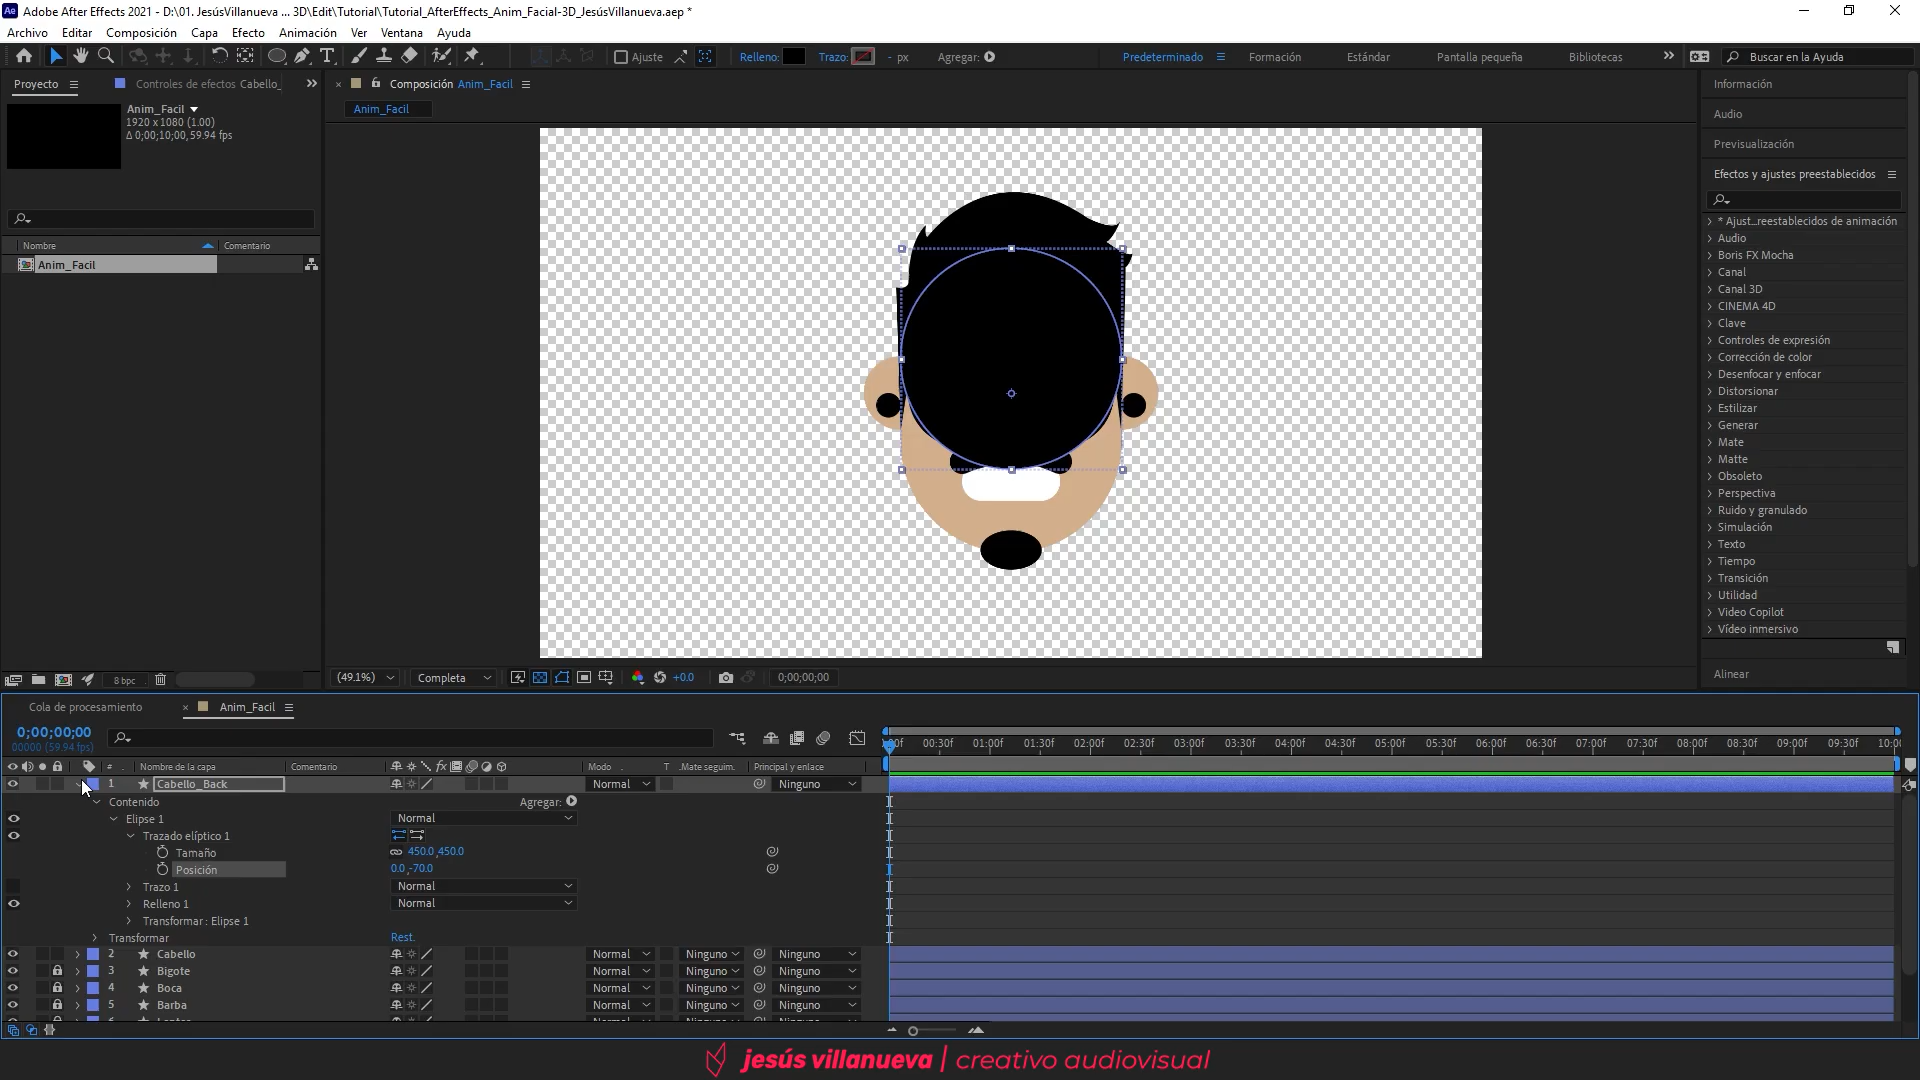 Ae Adobe After Effects 2021 - D:\01. JesúsVillanueva ... 3D\Edit\Tutorial\Tutorial_AfterEffects_Anim_Facial-3D_JesúsVillanueva.aep *
Archivo Editar Composición Capa Efecto Animación Ver Ventana Ayuda
Ajuste Relleno: Trazo: - px Agregar: Predeterminado Formación Estándar Pantalla pequeña Bibliotecas Buscar en la Ayuda
Proyecto Controles de efectos Cabello_ Composición Anim_Facil Información
Anim_Facil
Anim_Facil
1920 x 1080 (1.00)
Δ 0;00;10;00, 59.94 fps
Audio
Previsualización
Efectos y ajustes preestablecidos
Nombre Comentario
Anim_Facil
* Ajust...reestablecidos de animación
Audio
Boris FX Mocha
Canal
Canal 3D
CINEMA 4D
Clave
Controles de expresión
Corrección de color
Desenfocar y enfocar
Distorsionar
Estilizar
Generar
Mate
Matte
Obsoleto
Perspectiva
Ruido y granulado
Simulación
Texto
Tiempo
Transición
Utilidad
Video Copilot
Vídeo inmersivo
Alinear
8 bpc
(49.1%) Completa +0.0 0;00;00;00
Cola de procesamiento Anim_Facil
0;00;00;00
00000 (59.94 fps)
00f 00:30f 01:00f 01:30f 02:00f 02:30f 03:00f 03:30f 04:00f 04:30f 05:00f 05:30f 06:00f 06:30f 07:00f 07:30f 08:00f 08:30f 09:00f 09:30f 10:0
# Nombre de la capa Comentario fx Modo T .Mate seguim. Principal y enlace
1 Cabello_Back Normal Ninguno
Contenido Agregar:
Elipse 1 Normal
Trazado elíptico 1
Tamaño 450.0,450.0
Posición 0.0,-70.0
Trazo 1 Normal
Relleno 1 Normal
Transformar : Elipse 1
Transformar Rest.
2 Cabello Normal Ninguno Ninguno
3 Bigote Normal Ninguno Ninguno
4 Boca Normal Ninguno Ninguno
5 Barba Normal Ninguno Ninguno
jesús villanueva | creativo audiovisual